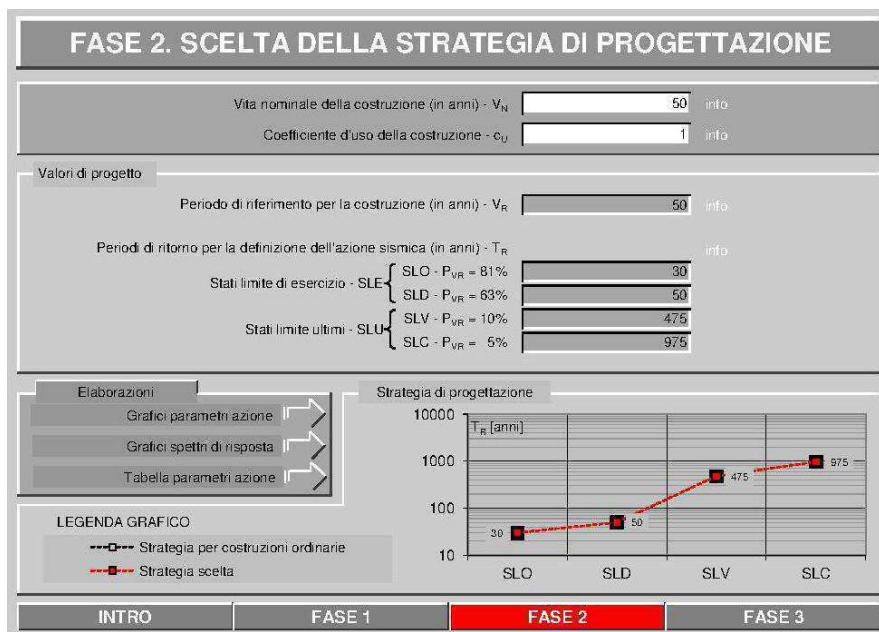 FASE 2. SCELTA DELLA STRATEGIA DI PROGETTAZIONE
Vita nominale della costruzione (in anni) - VN 50 info
Coefficiente d'uso della costruzione - cU 1 info
Valori di progetto
Periodo di riferimento per la costruzione (in anni) - VR 50 info
Periodi di ritorno per la definizione dell'azione sismica (in anni) - TR info
Stati limite di esercizio - SLE
SLO - PVR = 81% 30
SLD - PVR = 63% 50
Stati limite ultimi - SLU
SLV - PVR = 10% 475
SLC - PVR = 5% 975
Elaborazioni
Grafici parametri azione
Grafici spettri di risposta
Tabella parametri azione
LEGENDA GRAFICO
Strategia per costruzioni ordinarie
Strategia scelta
Strategia di progettazione
TR [anni]
10000
1000
100
10
30
50
475
975
SLO SLD SLV SLC
INTRO FASE 1 FASE 2 FASE 3